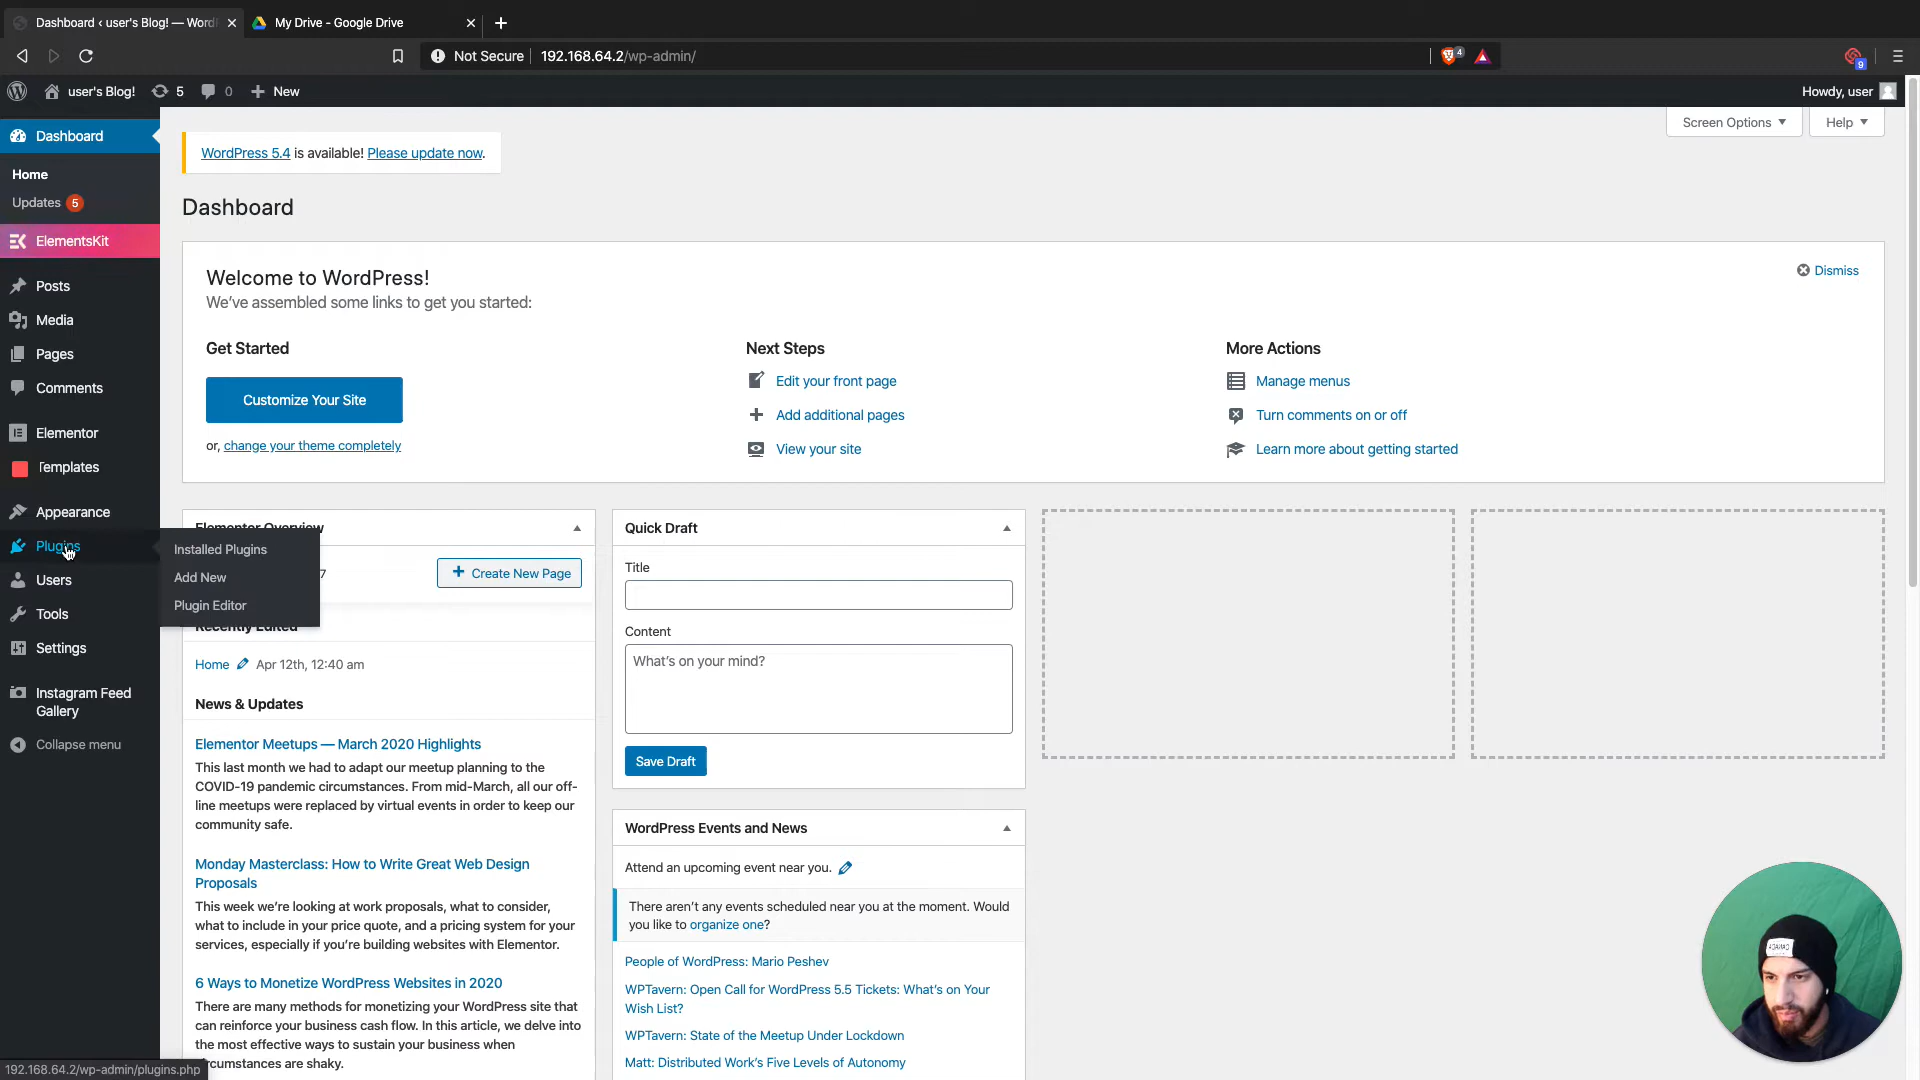 Dashboard ‹ user's Blog! — Word
My Drive - Google Drive
Not Secure
192.168.64.2/wp-admin/
4
9
user's Blog!
5
0
New
Howdy, user
Dashboard
Home
Updates 5
ElementsKit
Posts
Media
Pages
Comments
Elementor
Templates
Appearance
Plugins
Users
Tools
Settings
Instagram Feed
Gallery
Collapse menu
Installed Plugins
Add New
Plugin Editor
Screen Options
Help
WordPress 5.4 is available! Please update now.
Dashboard
Welcome to WordPress!
We've assembled some links to get you started:
Dismiss
Get Started
Customize Your Site
or, change your theme completely
Next Steps
Edit your front page
Add additional pages
View your site
More Actions
Manage menus
Turn comments on or off
Learn more about getting started
Elementor Overview
7
Create New Page
Recently Edited
Home Apr 12th, 12:40 am
News & Updates
Elementor Meetups — March 2020 Highlights
This last month we had to adapt our meetup planning to the
COVID-19 pandemic circumstances. From mid-March, all our off-
line meetups were replaced by virtual events in order to keep our
community safe.
Monday Masterclass: How to Write Great Web Design
Proposals
This week we're looking at work proposals, what to consider,
what to include in your price quote, and a pricing system for your
services, especially if you're building websites with Elementor.
6 Ways to Monetize WordPress Websites in 2020
There are many methods for monetizing your WordPress site that
can reinforce your business cash flow. In this article, we delve into
the most effective ways to sustain your business when
rcumstances are shaky.
Quick Draft
Title
Content
What's on your mind?
Save Draft
WordPress Events and News
Attend an upcoming event near you.
There aren't any events scheduled near you at the moment. Would
you like to organize one?
People of WordPress: Mario Peshev
WPTavern: Open Call for WordPress 5.5 Tickets: What's on Your
Wish List?
WPTavern: State of the Meetup Under Lockdown
Matt: Distributed Work's Five Levels of Autonomy
192.168.64.2/wp-admin/plugins.php